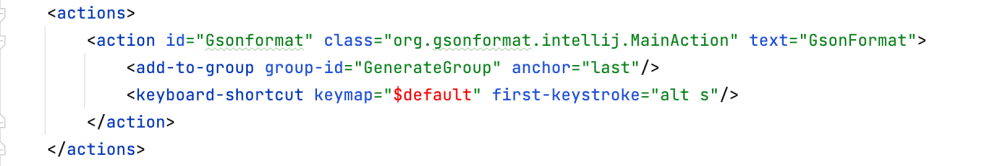 <actions>
<action id="Gsonformat" class="org.gsonformat.intellij.MainAction" text="GsonFormat">
<add-to-group group-id="GenerateGroup" anchor="last"/>
<keyboard-shortcut keymap="$default" first-keystroke="alt s"/>
</action>
</actions>